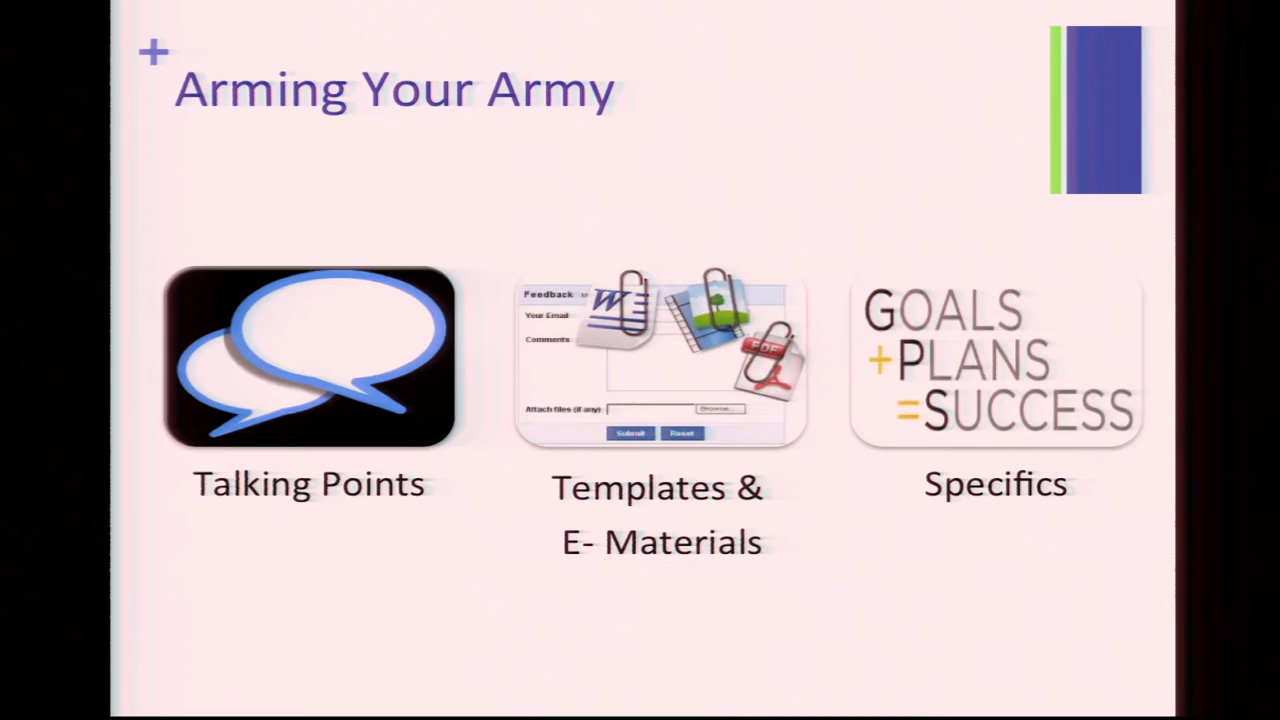 +
Arming Your Army
Feedback
Your Email:
Comments:
W
PDF
Attach files (if any):
Browse...
Submit Reset
GOALS
+PLANS
=SUCCESS
Talking Points
Templates &
E- Materials
Specifics